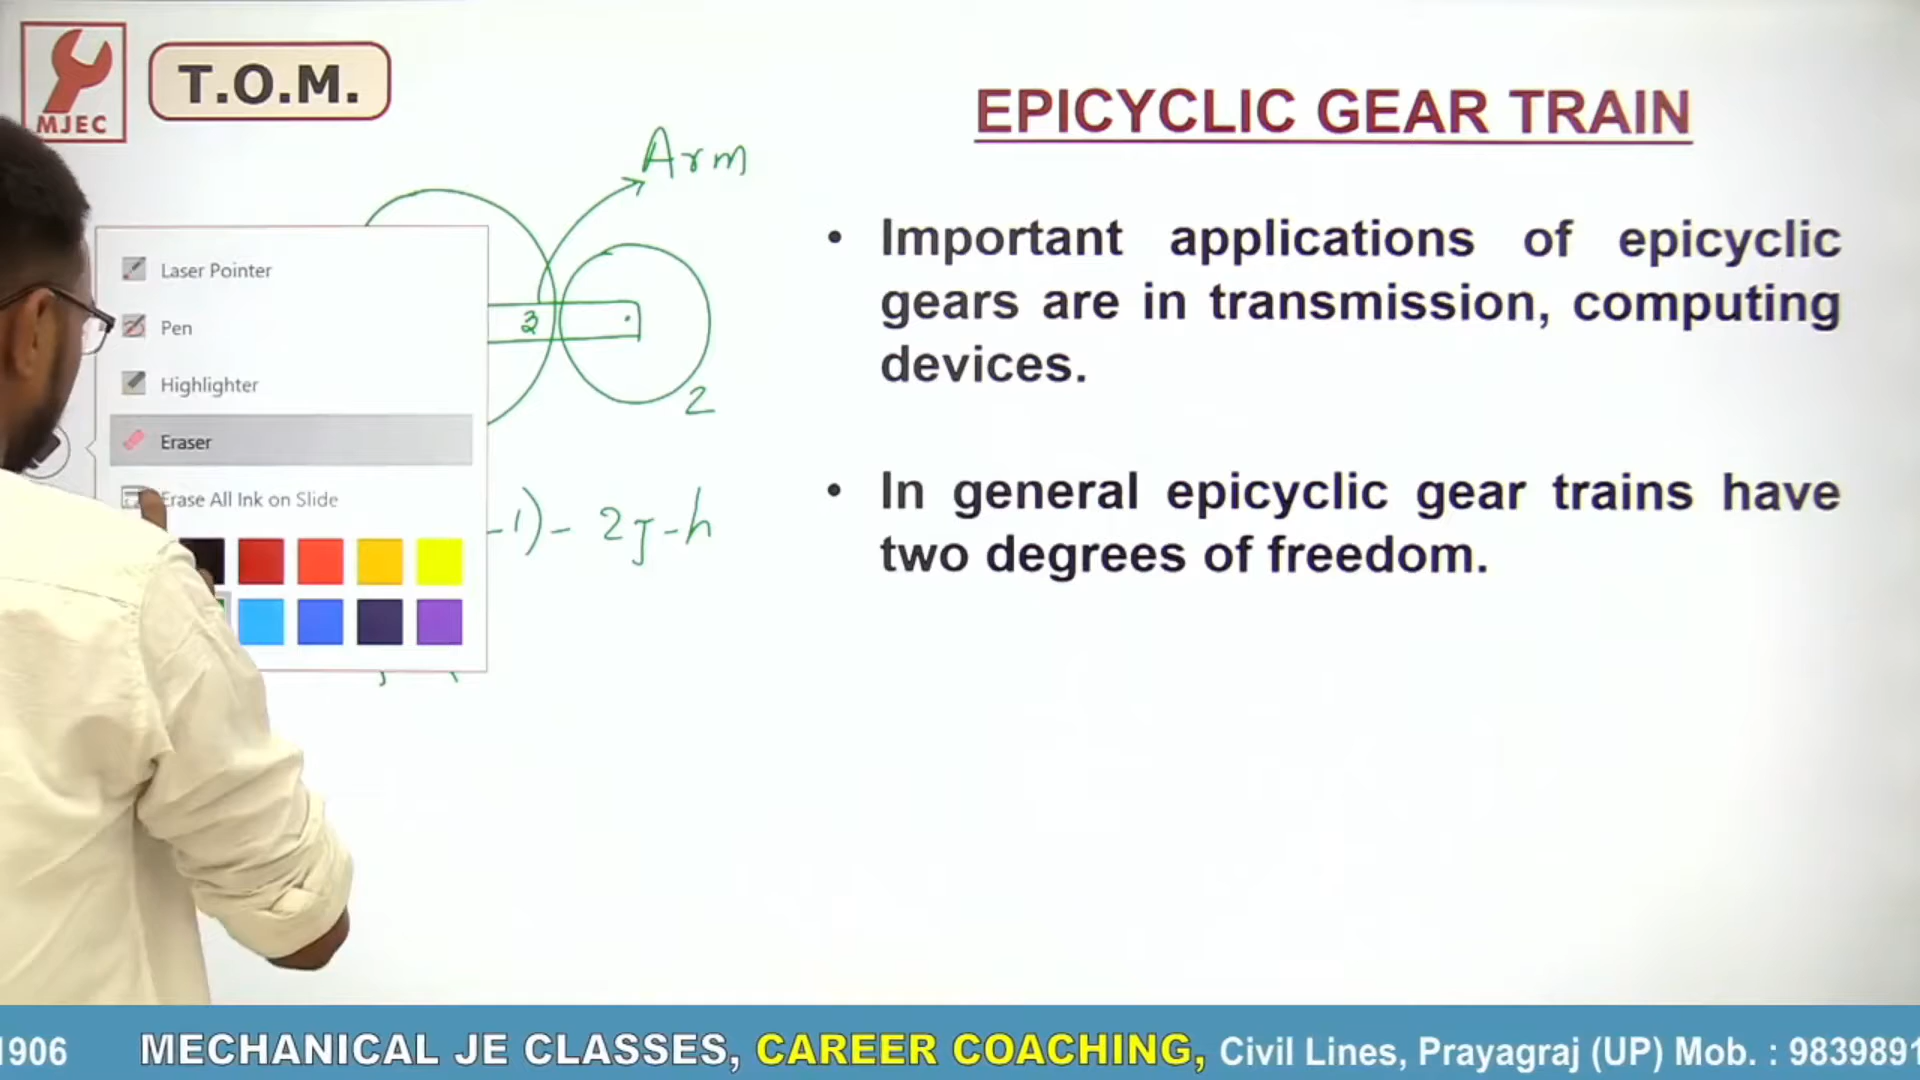 MJEC
T.O.M.
EPICYCLIC GEAR TRAIN
Arm
Laser Pointer
Pen
Highlighter
Eraser
Erase All Ink on Slide
3
2
-1) - 2j - h
• Important applications of epicyclic
gears are in transmission, computing
devices.
• In general epicyclic gear trains have
two degrees of freedom.
1906 MECHANICAL JE CLASSES, CAREER COACHING, Civil Lines, Prayagraj (UP) Mob. : 9839891